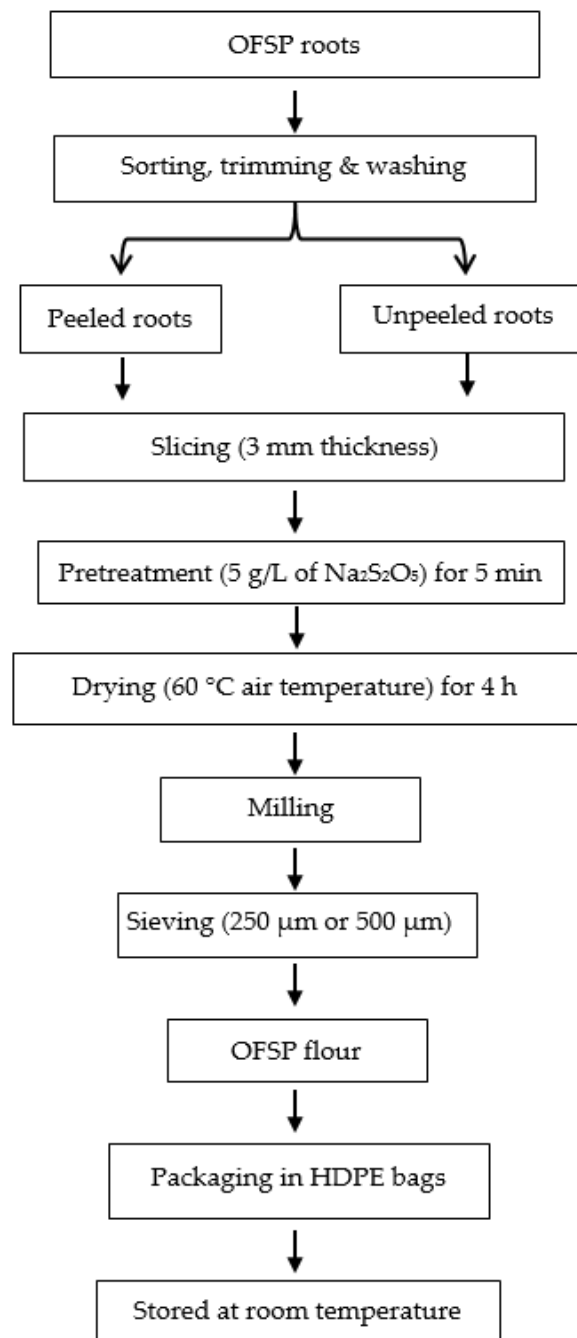 OFSP roots
Sorting, trimming & washing
Peeled roots
Unpeeled roots
Slicing (3 mm thickness)
Pretreatment (5 g/L of Na₂S₂O₅) for 5 min
Drying (60 °C air temperature) for 4 h
Milling
Sieving (250 µm or 500 µm)
OFSP flour
Packaging in HDPE bags
Stored at room temperature